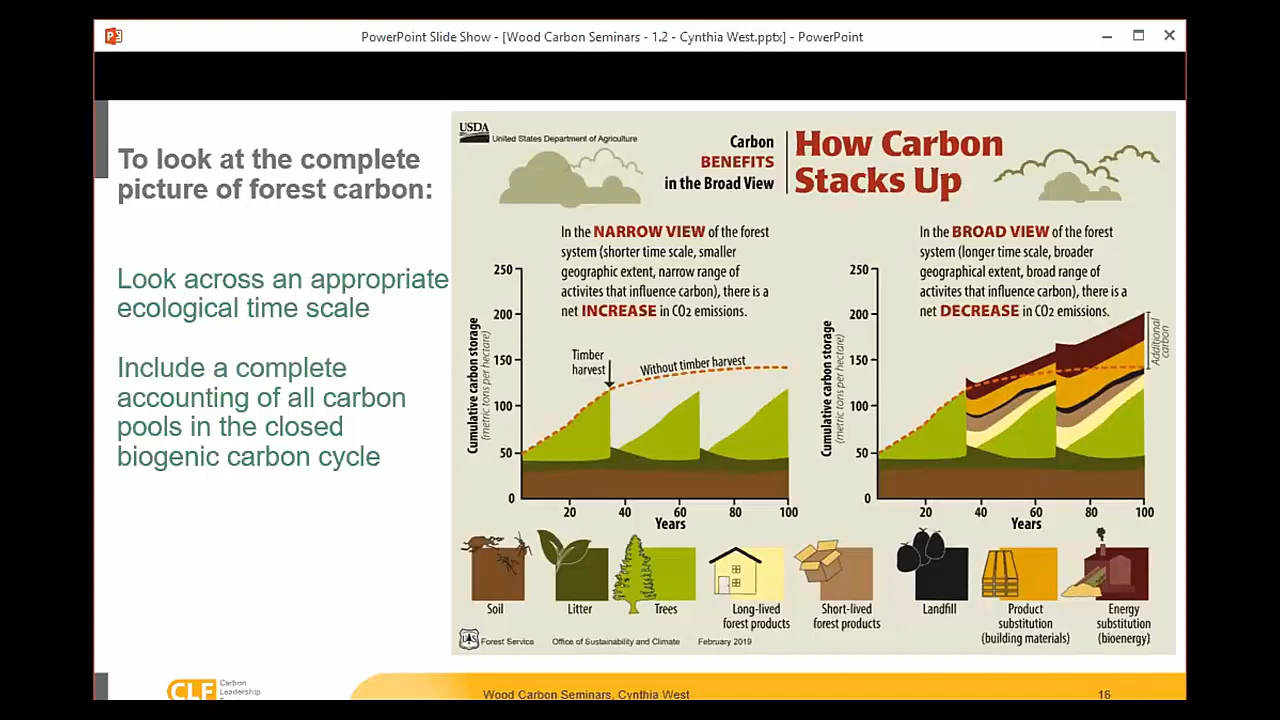 PowerPoint Slide Show - [Wood Carbon Seminars - 1.2 - Cynthia West.pptx] - PowerPoint
To look at the complete
picture of forest carbon:
Look across an appropriate
ecological time scale
Include a complete
accounting of all carbon
pools in the closed
biogenic carbon cycle
USDA
United States Department of Agriculture
Carbon
BENEFITS
in the Broad View
How Carbon
Stacks Up
In the NARROW VIEW of the forest
system (shorter time scale, smaller
geographic extent, narrow range of
activites that influence carbon), there is a
net INCREASE in CO2 emissions.
250
200
150
100
50
0
Cumulative carbon storage
(metric tons per hectare)
Timber
harvest
Without timber harvest
20
40
60
80
100
Years
In the BROAD VIEW of the forest
system (longer time scale, broader
geographical extent, broad range of
activites that influence carbon), there is a
net DECREASE in CO2 emissions.
250
200
150
100
50
0
Cumulative carbon storage
(metric tons per hectare)
Additional
carbon
20
40
60
80
100
Years
Soil
Litter
Trees
Long-lived
forest products
Short-lived
forest products
Landfill
Product
substitution
(building materials)
Energy
substitution
(bioenergy)
Forest Service
Office of Sustainability and Climate
February 2019
CLF
Carbon
Leadership
Wood Carbon Seminars, Cynthia West
16